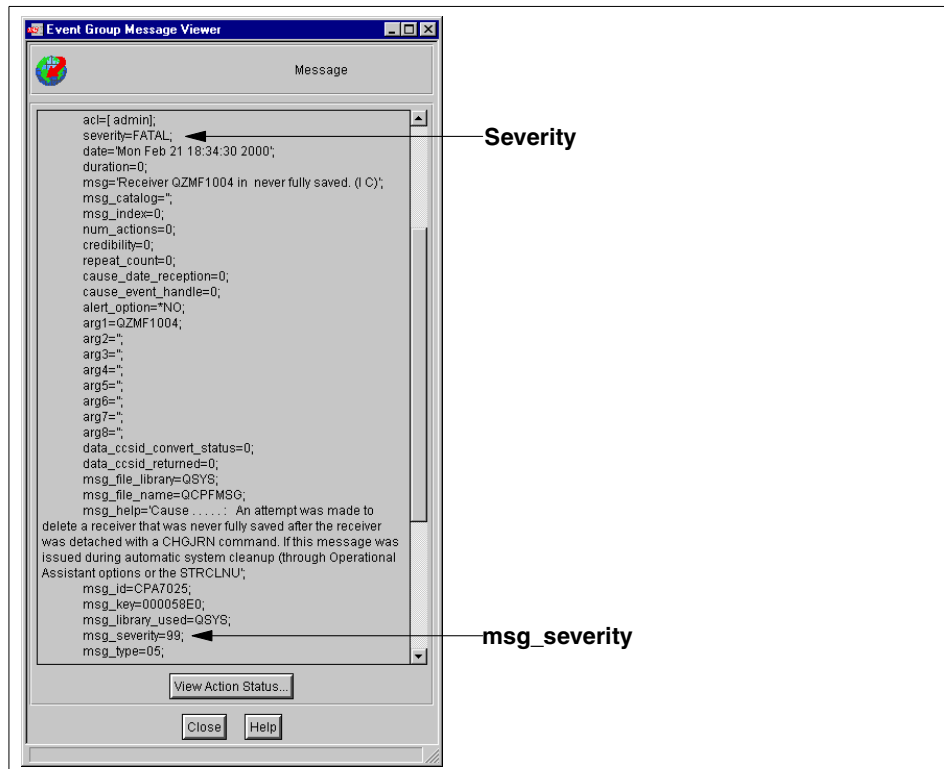 Event Group Message Viewer
Message
acl=[ admin];
severity=FATAL;
Severity
date='Mon Feb 21 18:34:30 2000';
duration=0;
msg='Receiver QZMF1004 in  never fully saved. (I C)';
msg_catalog='';
msg_index=0;
num_actions=0;
credibility=0;
repeat_count=0;
cause_date_reception=0;
cause_event_handle=0;
alert_option=*NO;
arg1=QZMF1004;
arg2='';
arg3='';
arg4='';
arg5='';
arg6='';
arg7='';
arg8='';
data_ccsid_convert_status=0;
data_ccsid_returned=0;
msg_file_library=QSYS;
msg_file_name=QCPFMSG;
msg_help='Cause . . . . . :   An attempt was made to
delete a receiver that was never fully saved after the receiver
was detached with a CHGJRN command. If this message was
issued during automatic system cleanup (through Operational
Assistant options or the STRCLNU';
msg_id=CPA7025;
msg_key=000058E0;
msg_library_used=QSYS;
msg_severity=99;
msg_severity
msg_type=05;
View Action Status...
Close
Help